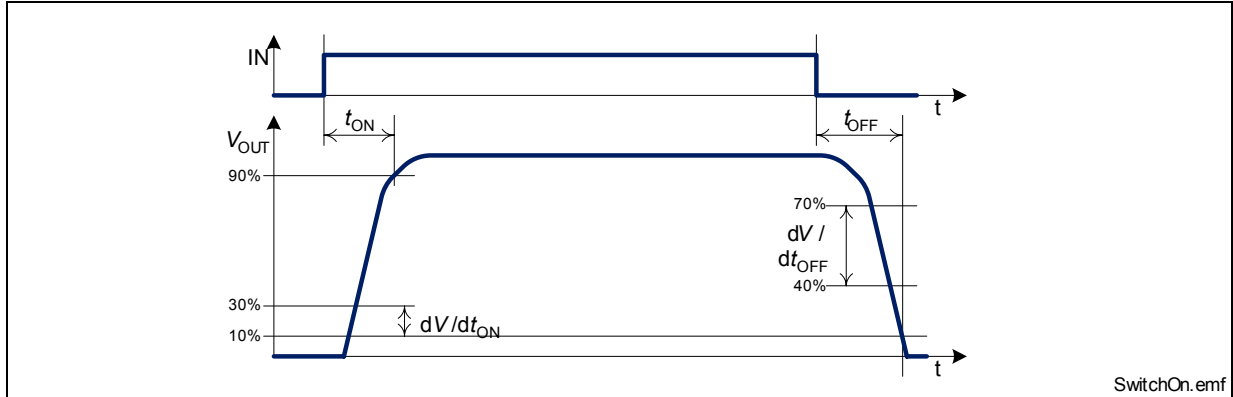 IN
t
tON
tOFF
VOUT
90%
70%
dV /
dtOFF
40%
30%
dV/dtON
10%
t
SwitchOn.emf